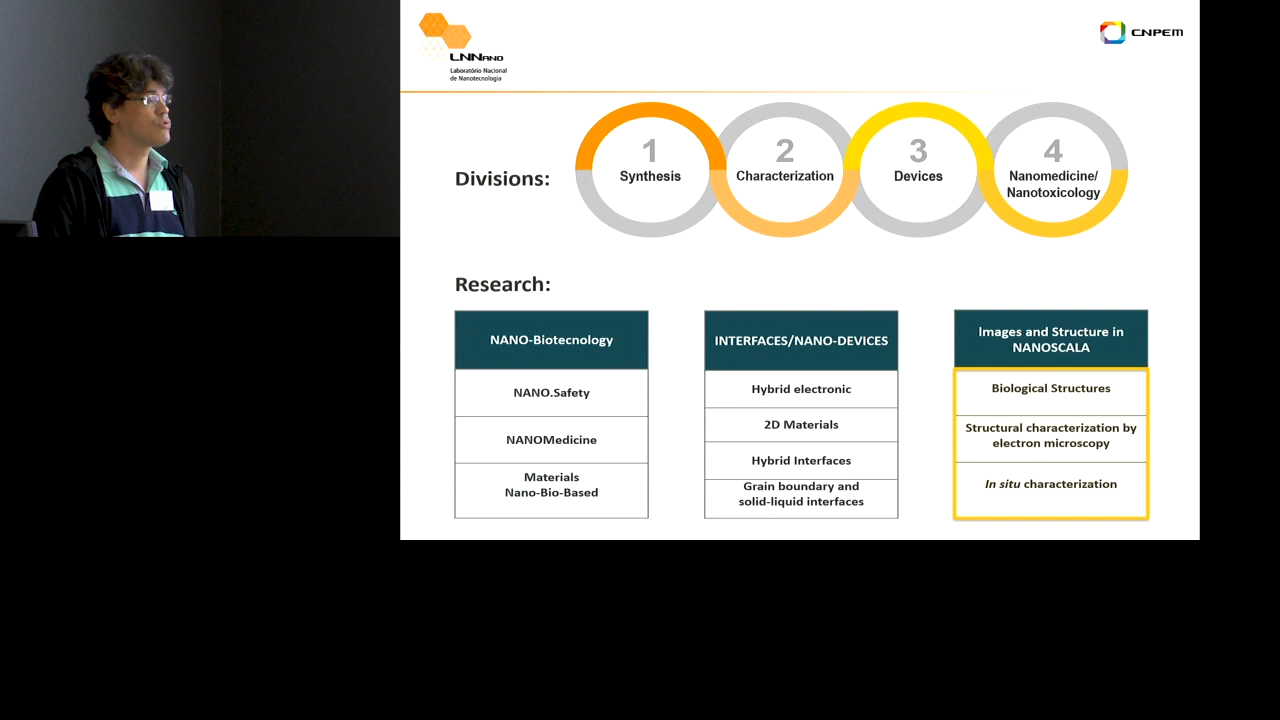 LNNANO
Laboratório Nacional
de Nanotecnologia
CNPEM
Divisions:
1
Synthesis
2
Characterization
3
Devices
4
Nanomedicine/
Nanotoxicology
Research:
NANO-Biotecnology
NANO.Safety
NANOMedicine
Materials
Nano-Bio-Based
INTERFACES/NANO-DEVICES
Hybrid electronic
2D Materials
Hybrid Interfaces
Grain boundary and
solid-liquid interfaces
Images and Structure in
NANOSCALA
Biological Structures
Structural characterization by
electron microscopy
In situ characterization